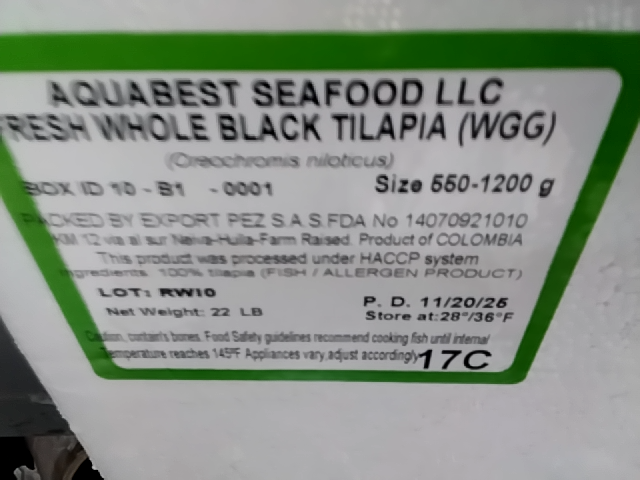 AQUABEST SEAFOOD LLC
FRESH WHOLE BLACK TILAPIA (WGG)
(Oreochromis niloticus)
BOX ID 10 - B1 - 0001
Size 550-1200 g
PACKED BY EXPORT PEZ S.A.S.FDA No 14070921010
KM 12 via al sur Neiva-Huila-Farm Raised. Product of COLOMBIA
This product was processed under HACCP system
Ingredients 100% tilapia (FISH / ALLERGEN PRODUCT)
LOT: RW10
P. D. 11/20/25
Net Weight: 22 LB
Store at:28°/36°F
Caution, contain's bones. Food Safety guidelines recommend cooking fish until internal
Temperature reaches 145ºF Appliances vary, adjust accordingly
17C